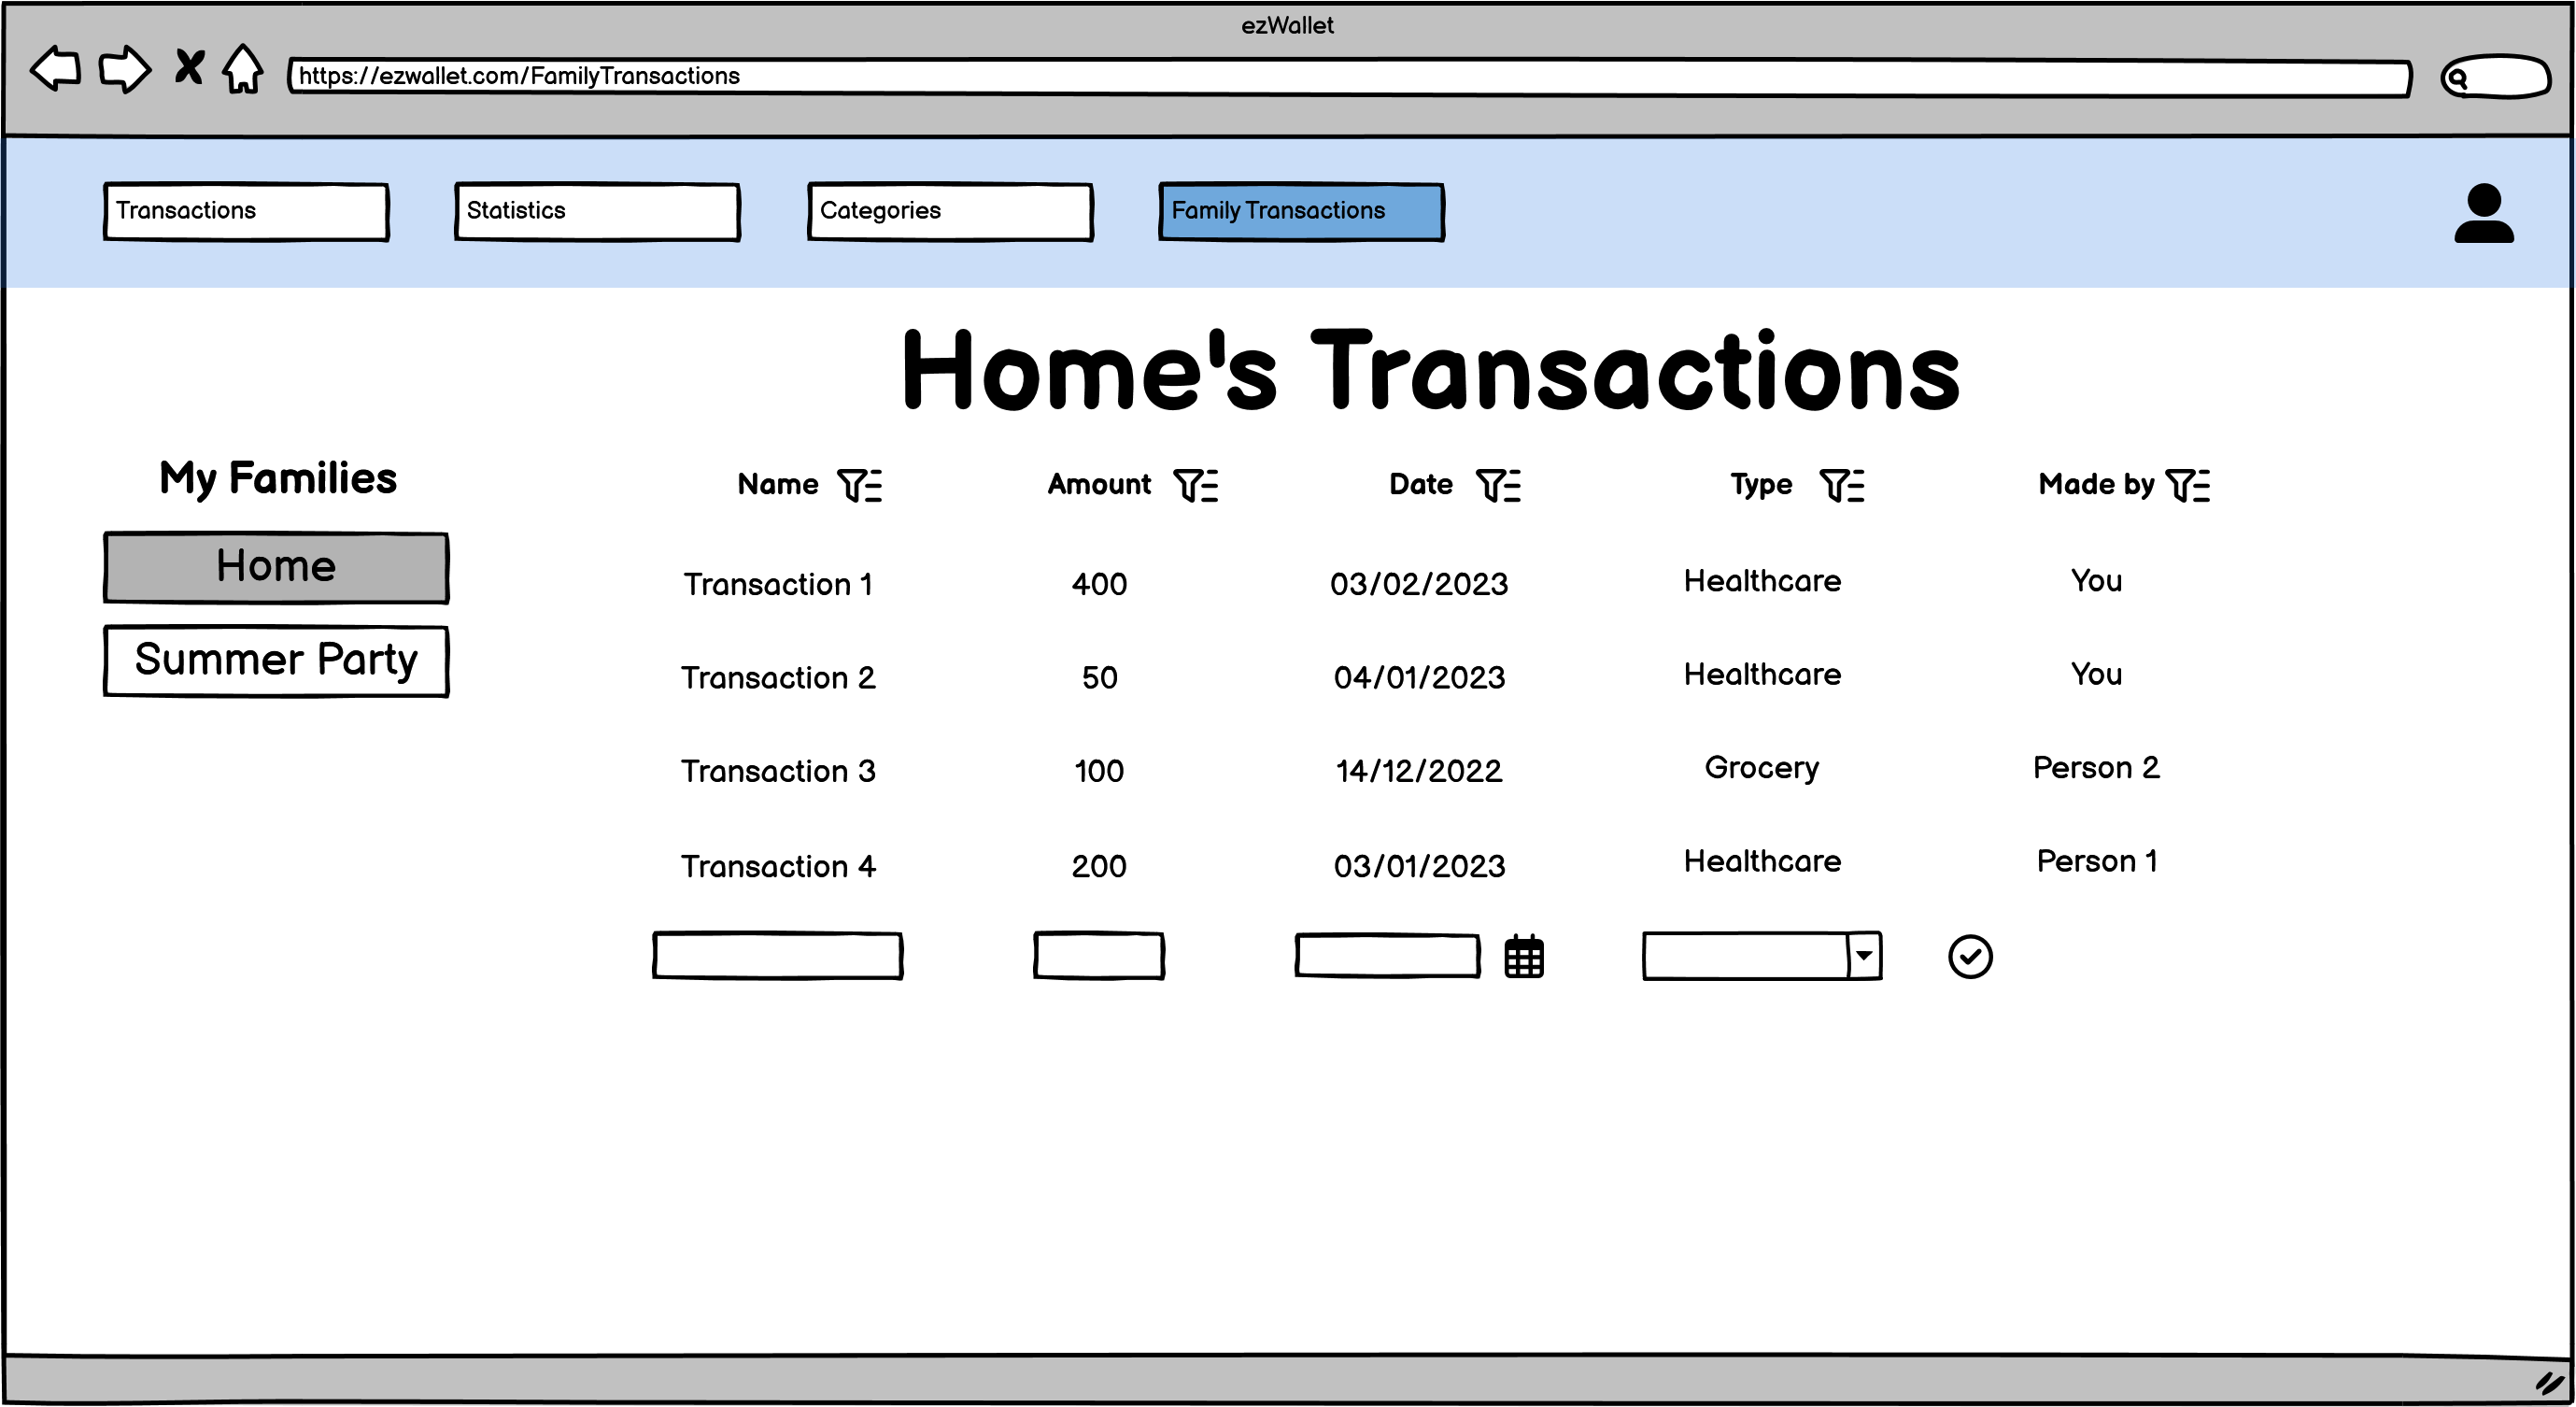 ezWallet
https://ezwallet.com/FamilyTransactions
Transactions Statistics Categories Family Transactions
Home's Transactions
My Families
Home
Summer Party
Name Amount Date Type Made by
Transaction 1 400 03/02/2023 Healthcare You
Transaction 2 50 04/01/2023 Healthcare You
Transaction 3 100 14/12/2022 Grocery Person 2
Transaction 4 200 03/01/2023 Healthcare Person 1